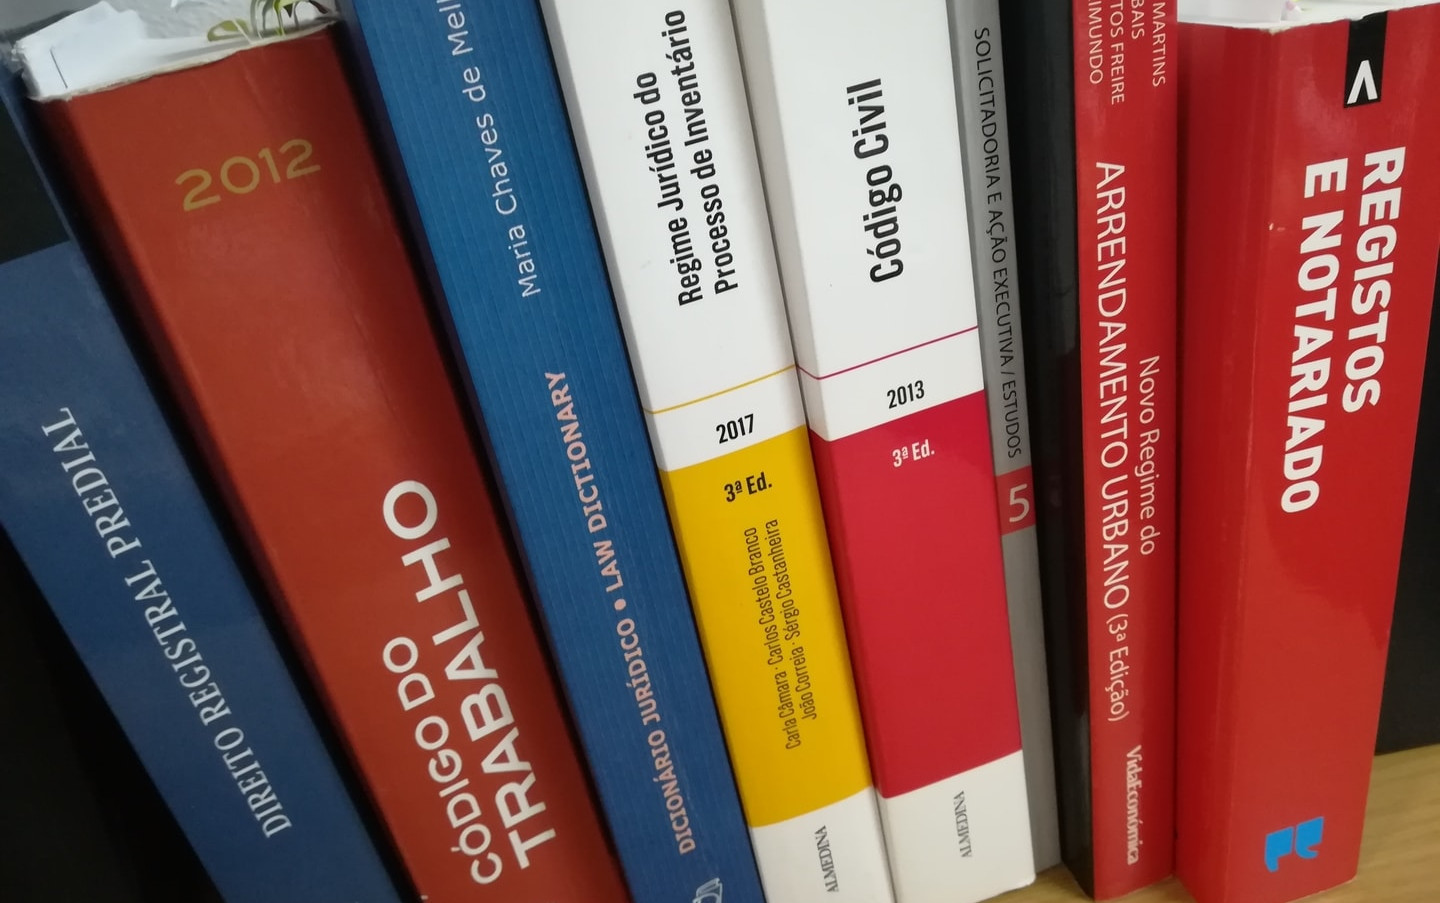 DIREITO REGISTRAL PREDIAL
2012
CÓDIGO DO
TRABALHO
Maria Chaves de Mell
DICIONÁRIO JURÍDICO • LAW DICTIONARY
Regime Jurídico do
Processo de Inventário
2017
3ª Ed.
Carla Câmara · Carlos Castelo Branco
João Correia · Sérgio Castanheira
ALMEDINA
Código Civil
2013
3ª Ed.
ALMEDINA
SOLICITADORIA E AÇÃO EXECUTIVA / ESTUDOS
5
MARTINS
BAIS
TOS FREIRE
IMUNDO
Novo Regime do
ARRENDAMENTO URBANO (3ª Edição)
VidaEconómica
<
REGISTOS
E NOTARIADO